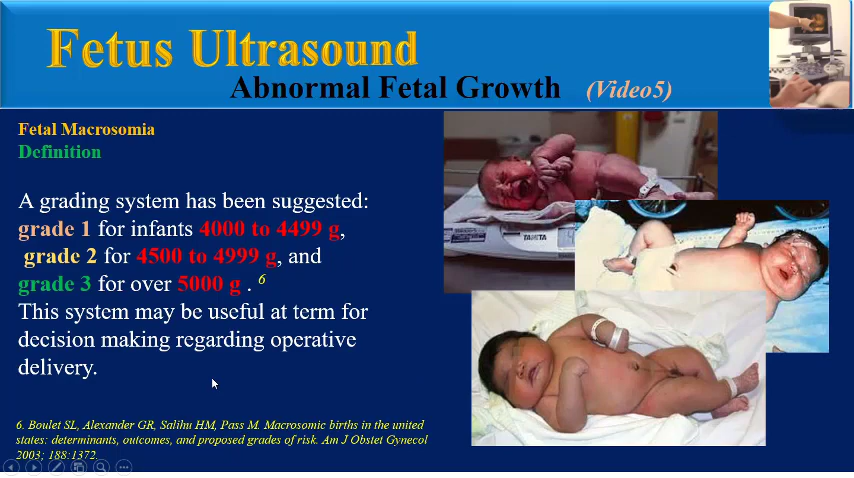 Fetus Ultrasound
Abnormal Fetal Growth (Video5)
Fetal Macrosomia
Definition
A grading system has been suggested:
grade 1 for infants 4000 to 4499 g,
grade 2 for 4500 to 4999 g, and
grade 3 for over 5000 g . 6
This system may be useful at term for
decision making regarding operative
delivery.
TANITA
6. Boulet SL, Alexander GR, Salihu HM, Pass M. Macrosomic births in the united
states: determinants, outcomes, and proposed grades of risk. Am J Obstet Gynecol
2003; 188:1372.